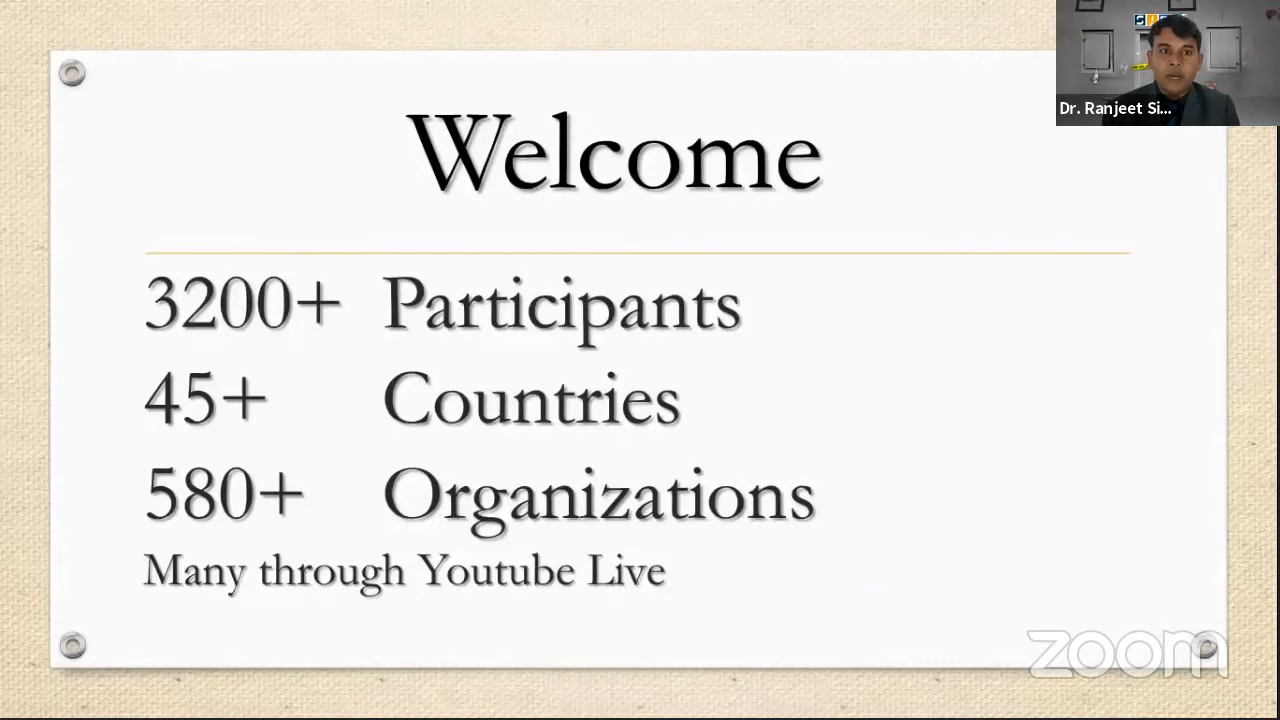 Dr. Ranjeet Si...
Welcome
3200+ Participants
45+ Countries
580+ Organizations
Many through Youtube Live
zoom